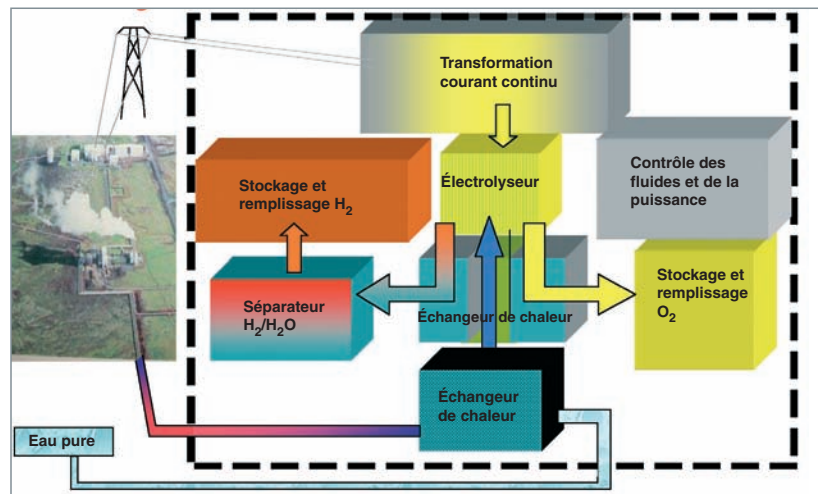 Transformation
courant continu
Stockage et
remplissage H2
Électrolyseur
Contrôle des
fluides et de la
puissance
Séparateur
H2/H2O
Échangeur de chaleur
Stockage et
remplissage
O2
Échangeur
de chaleur
Eau pure